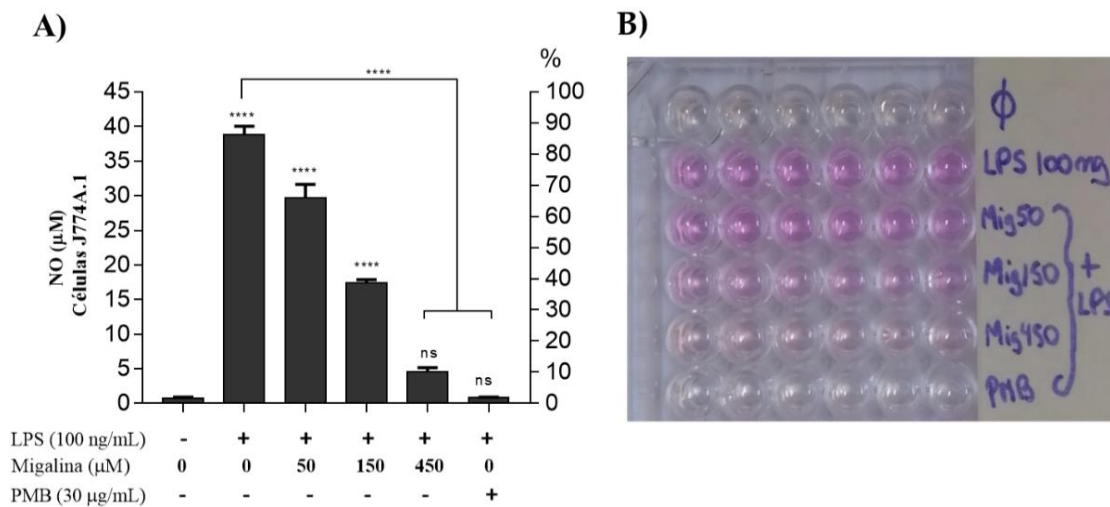 A)
%
****
45
40
35
30
25
20
15
10
5
0
NO (μM)
Células J774A.1
****
****
****
ns
ns
100
90
80
70
60
50
40
30
20
10
0
LPS (100 ng/mL) - + + + + +
Migalina (μM) 0 0 50 150 450 0
PMB (30 μg/mL) - - - - - +
B)
Φ
LPS 100mg
Mig50
Mig150
Mig450
PMB
+
LPS